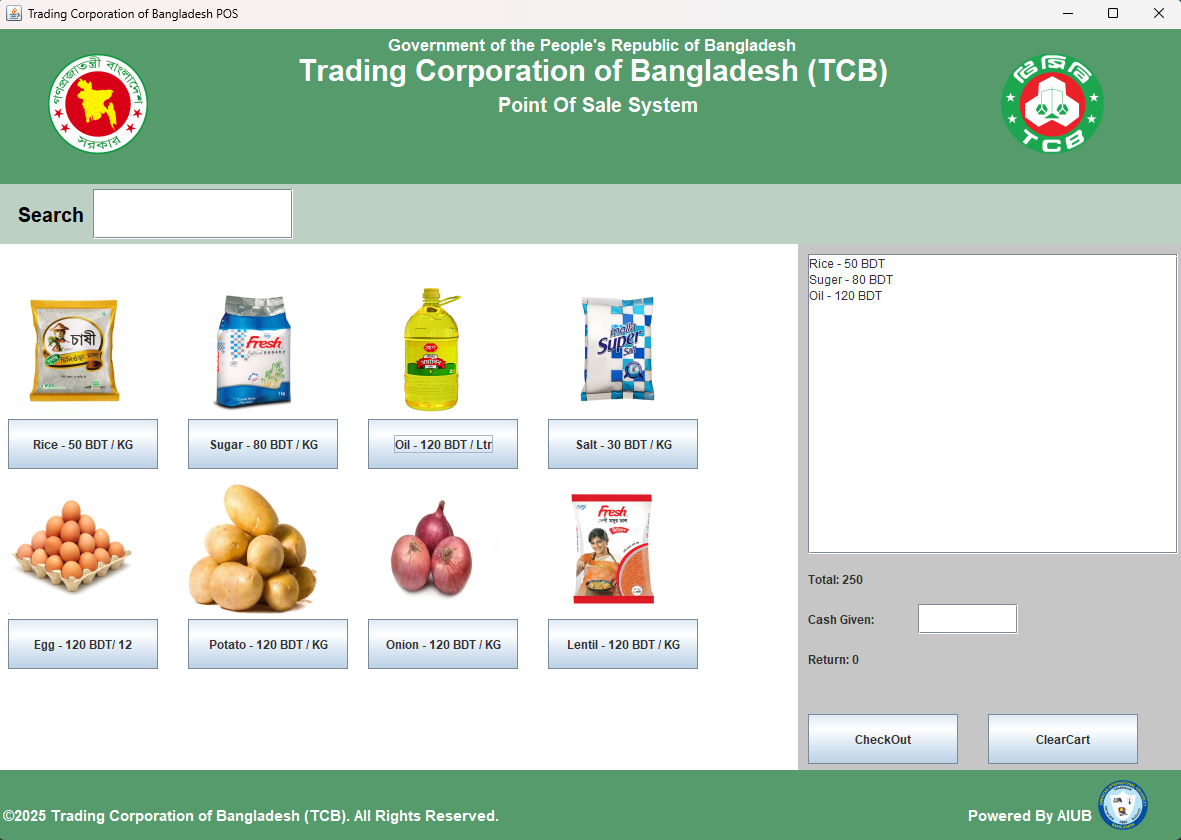 Trading Corporation of Bangladesh POS
Government of the People's Republic of Bangladesh
Trading Corporation of Bangladesh (TCB)
Point Of Sale System
গণপ্রজাতন্ত্রী বাংলাদেশ
সরকার
টিসিবি
TCB
Search
চাষী
চিনিগুঁড়া চাল
Fresh
SUGAR
molla
Super
Salt
Rice - 50 BDT / KG
Sugar - 80 BDT / KG
Oil - 120 BDT / Ltr
Salt - 30 BDT / KG
Fresh
Egg - 120 BDT/ 12
Potato - 120 BDT / KG
Onion - 120 BDT / KG
Lentil - 120 BDT / KG
Rice - 50 BDT
Suger - 80 BDT
Oil - 120 BDT
Total: 250
Cash Given:
Return: 0
CheckOut
ClearCart
©2025 Trading Corporation of Bangladesh (TCB). All Rights Reserved.
Powered By AIUB